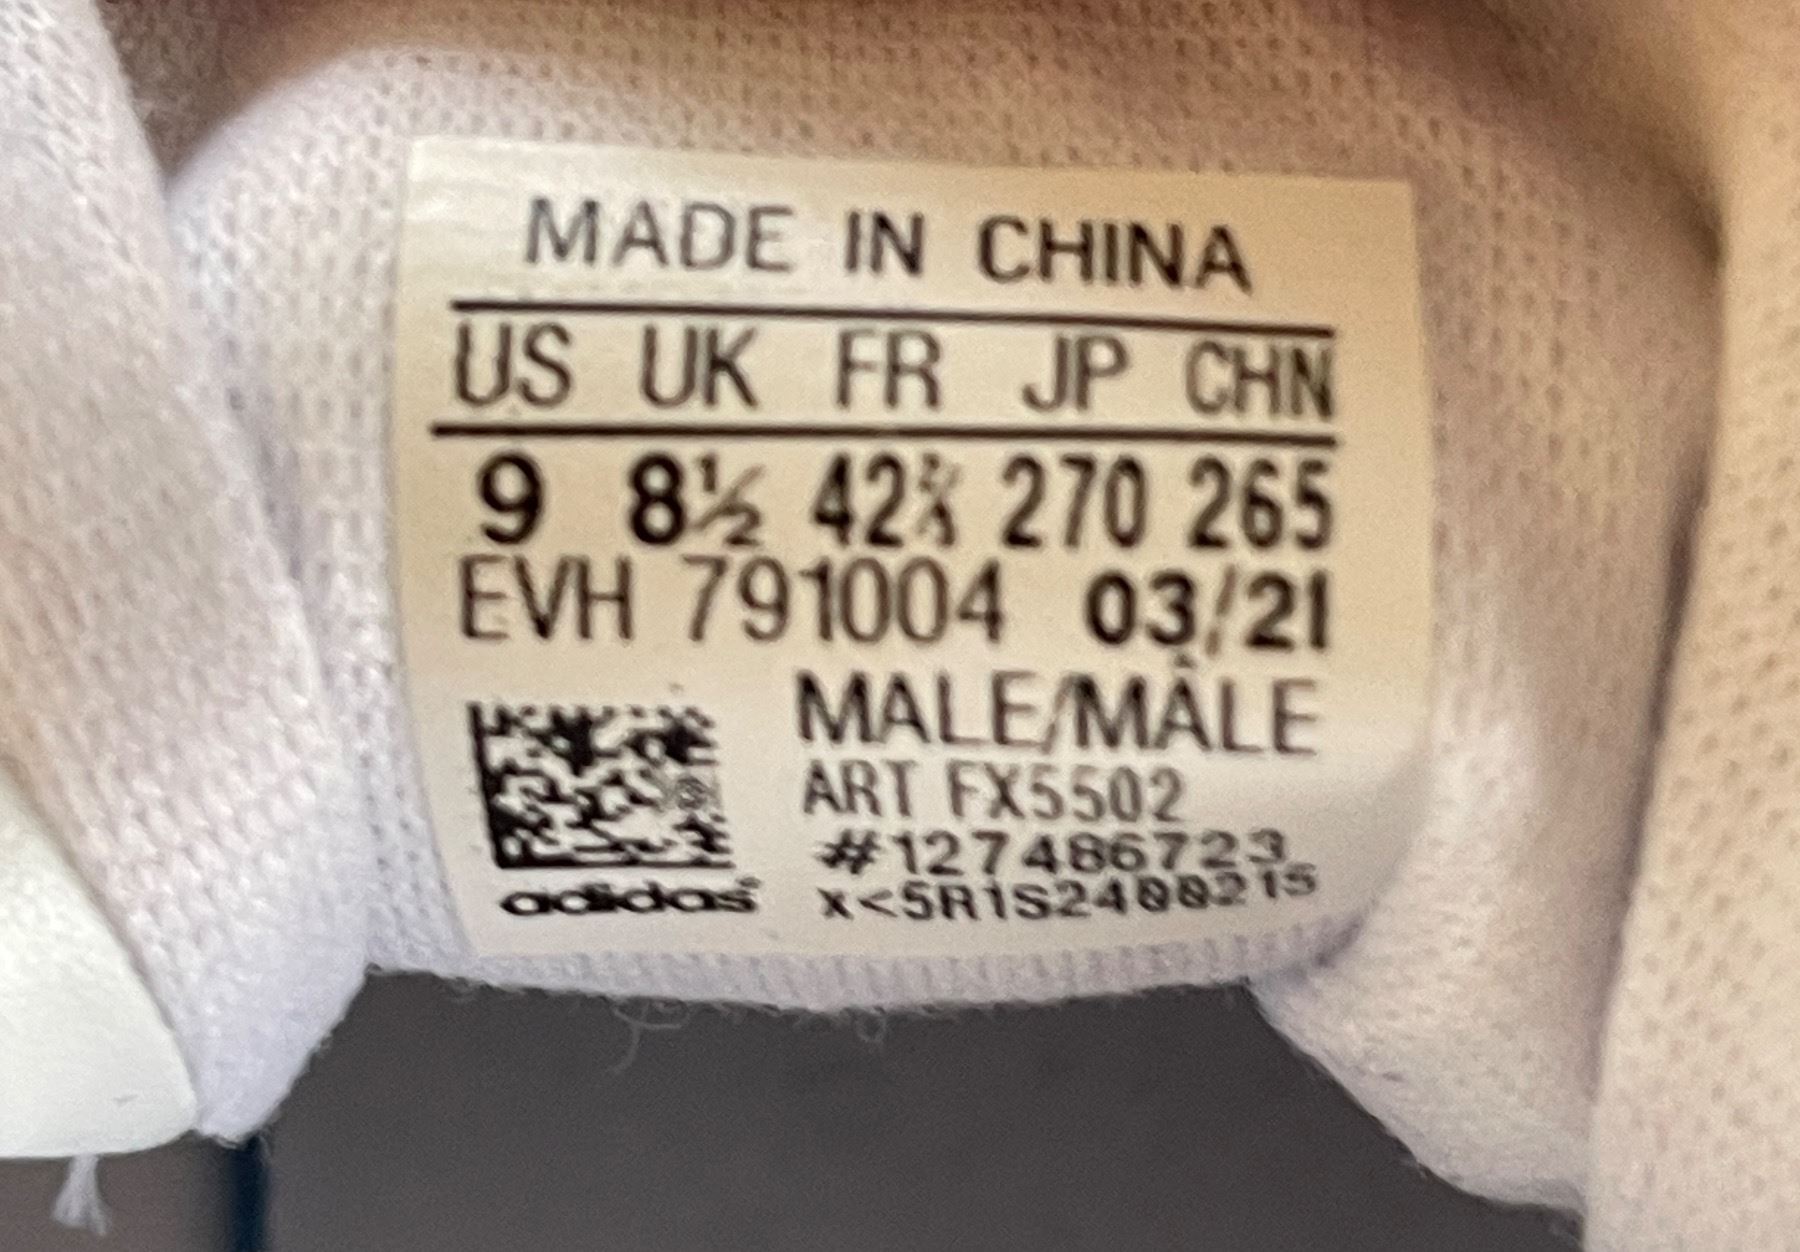 MADE IN CHINA
US UK FR JP CHN
9 8½ 42⅔ 270 265
EVH 791004 03/21
MALE/MÂLE
ART FX5502
#127486723
adidas x<5R1S2400215